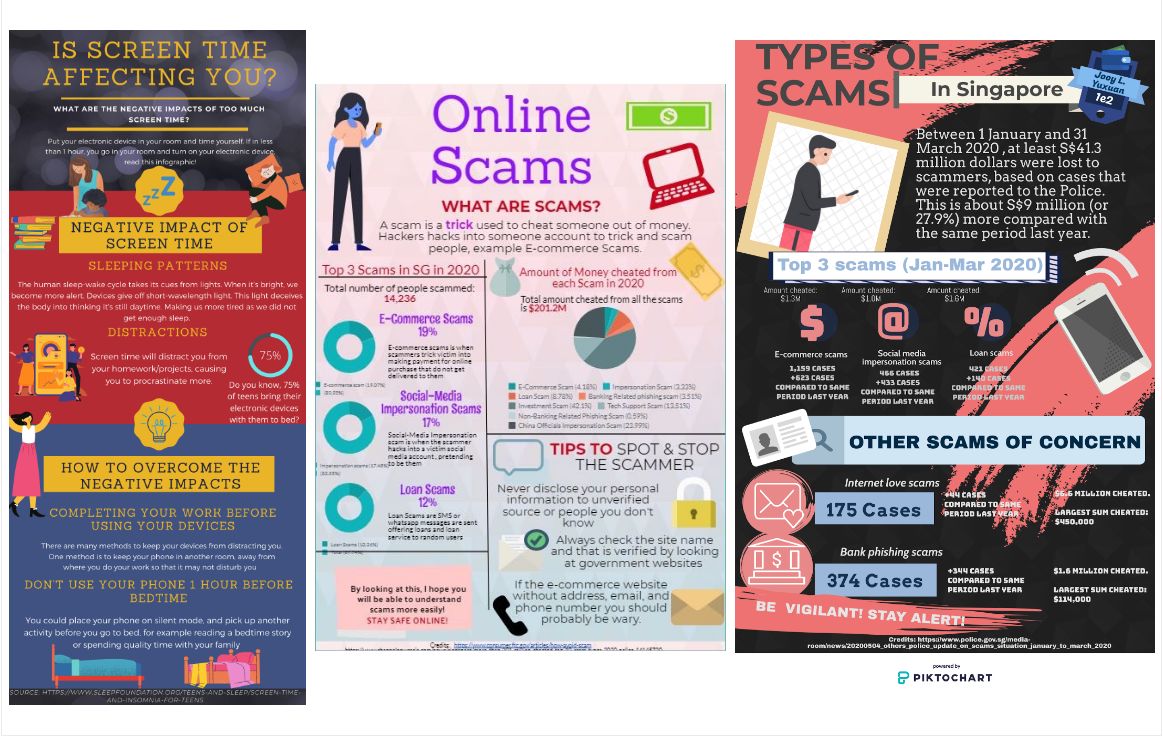 IS SCREEN TIME
AFFECTING YOU?
WHAT ARE THE NEGATIVE IMPACTS OF TOO MUCH
SCREEN TIME?
Put your electronic device in your room and time yourself. If in less
than 1 hour, you go in your room and turn on your electronic device,
read this infographic!
zzZ
NEGATIVE IMPACT OF
SCREEN TIME
SLEEPING PATTERNS
The human sleep-wake cycle takes its cues from lights. When it's bright, we
become more alert. Devices give off short-wavelength light. This light deceives
the body into thinking it's still daytime. Making us more tired as we do not
get enough sleep.
DISTRACTIONS
Screen time will distract you from
your homework/projects, causing
you to procrastinate more.
75%
Do you know, 75%
of teens bring their
electronic devices
with them to bed?
HOW TO OVERCOME THE
NEGATIVE IMPACTS
COMPLETING YOUR WORK BEFORE
USING YOUR DEVICES
There are many methods to keep your devices from distracting you.
One method is to keep your phone in another room, away from
where you do your work so that it may not disturb you
DON'T USE YOUR PHONE 1 HOUR BEFORE
BEDTIME
You could place your phone on silent mode, and pick up another
activity before you go to bed, for example reading a bedtime story
or spending quality time with your family
SOURCE: HTTPS://WWW.SLEEPFOUNDATION.ORG/TEENS-AND-SLEEP/SCREEN-TIME-
AND-INSOMNIA-FOR-TEENS
Online
Scams
WHAT ARE SCAMS?
A scam is a trick used to cheat someone out of money.
Hackers hacks into someone account to trick and scam
people, example E-commerce Scams.
Top 3 Scams in SG in 2020
Total number of people scammed:
14,236
E-Commerce Scams
19%
E-commerce scams is when
scammers trick victim into
making payment for online
purchase that do not get
delivered to them
E-commerce scam (19.07%)
Social-Media
Impersonation Scams
17%
Social-Media Impersonation
scam is when the scammer
hacks into a victim social
media account, pretending
to be them
Loan Scams
12%
Loan Scams are SMS or
whatsapp messages are sent
offering loans and loan
service to random users
By looking at this, I hope you
will be able to understand
scams more easily!
STAY SAFE ONLINE!
Amount of Money cheated from
each Scam in 2020
Total amount cheated from all the scams
is $201.2M
E-Commerce Scam (4.18%)
Impersonation Scam (3.23%)
Loan Scam (8.78%)
Banking Related phishing scam (3.51%)
Investment Scam (42.1%)
Tech Support Scam (13.51%)
Non-Banking Related Phishing Scam (0.59%)
China Officials Impersonation Scam (23.99%)
TIPS TO SPOT & STOP
THE SCAMMER
Never disclose your personal
information to unverified
source or people you don't
know
Always check the site name
and that is verified by looking
at government websites
If the e-commerce website
without address, email, and
phone number you should
probably be wary.
Credits: https://www.consumer.ftc.gov/articles/how-avoid-scam
TYPES OF
SCAMS
In Singapore
Joey L.
Yuxuan
1e2
Between 1 January and 31
March 2020 , at least S$41.3
million dollars were lost to
scammers, based on cases that
were reported to the Police.
This is about S$9 million (or
27.9%) more compared with
the same period last year.
Top 3 scams (Jan-Mar 2020)
Amount cheated:
$1.3M
$
E-commerce scams
1,159 CASES
+623 CASES
COMPARED TO SAME
PERIOD LAST YEAR
Amount cheated:
$1.0M
@
Social media
impersonation scams
466 CASES
+433 CASES
COMPARED TO SAME
PERIOD LAST YEAR
Amount cheated
$1.6M
%
Loan scams
421 CASES
+140 CASES
COMPARED TO SAME
PERIOD LAST YEAR
OTHER SCAMS OF CONCERN
Internet love scams
175 Cases
+44 CASES
COMPARED TO SAME
PERIOD LAST YEAR
$6.6 MILLION CHEATED.
LARGEST SUM CHEATED:
$450,000
Bank phishing scams
374 Cases
+344 CASES
COMPARED TO SAME
PERIOD LAST YEAR
$1.6 MILLION CHEATED.
LARGEST SUM CHEATED:
$114,000
BE VIGILANT! STAY ALERT!
Credits: https://www.police.gov.sg/media-
room/news/20200504_others_police_update_on_scams_situation_january_to_march_2020
powered by
PIKTOCHART